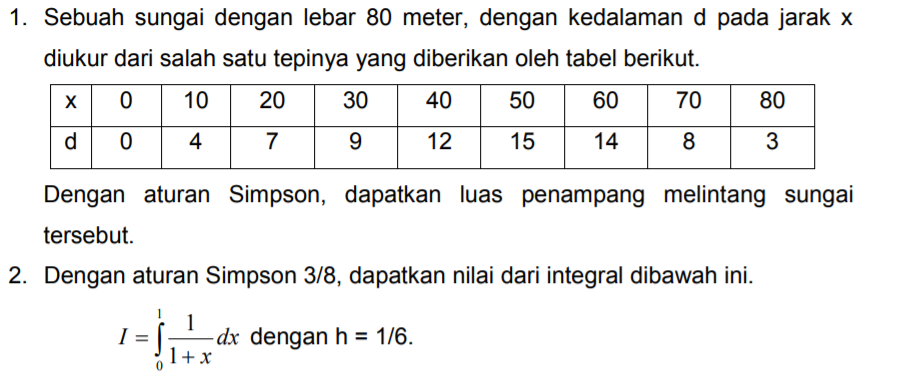 1. Sebuah sungai dengan lebar 80 meter, dengan kedalaman d pada jarak x
diukur dari salah satu tepinya yang diberikan oleh tabel berikut.
x 0 10 20 30 40 50 60 70 80
d 0 4 7 9 12 15 14 8 3
Dengan aturan Simpson, dapatkan luas penampang melintang sungai
tersebut.
2. Dengan aturan Simpson 3/8, dapatkan nilai dari integral dibawah ini.
I = ∫₀¹ 1/(1 + x) dx dengan h = 1/6.